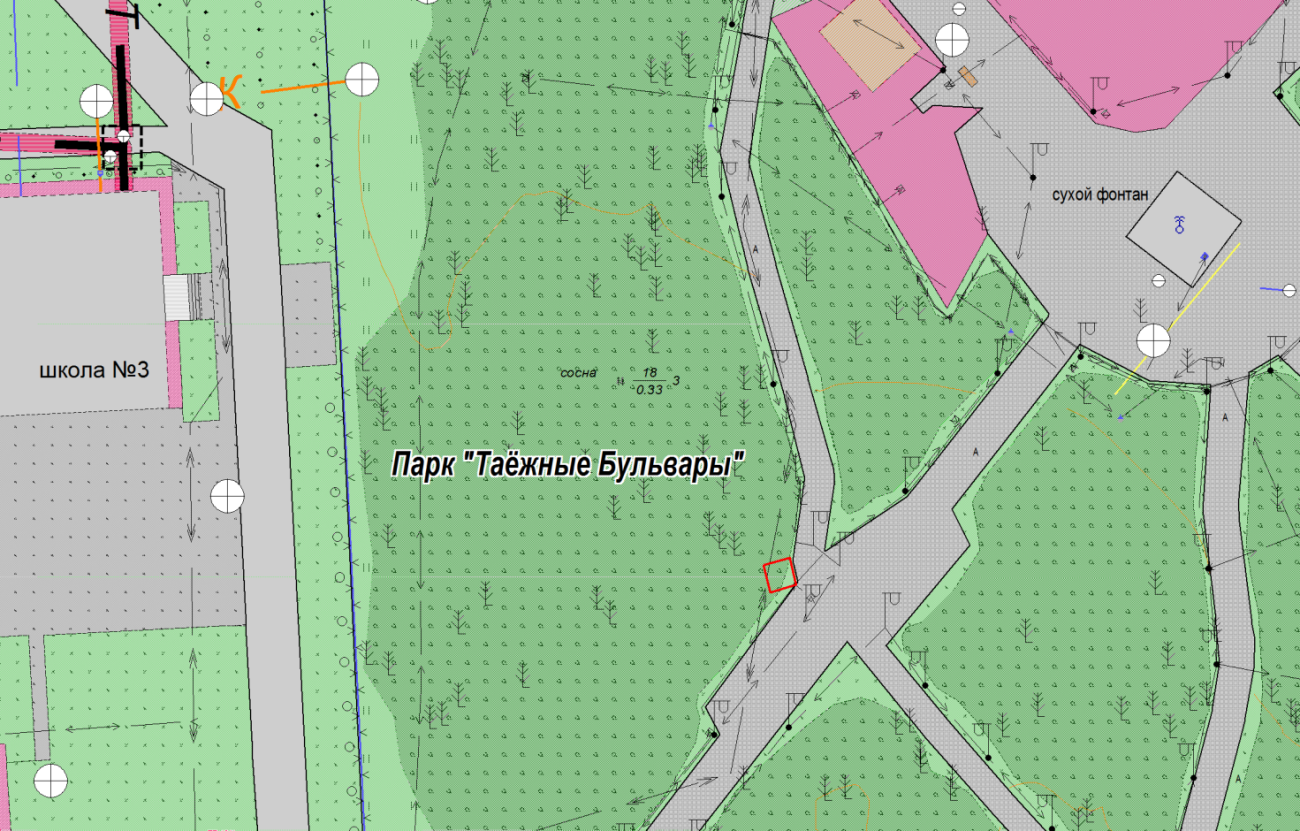 К
сухой фонтан
А
школа №3
сосна 18 3
0.33
А
А
Парк "Таёжные Бульвары"
А